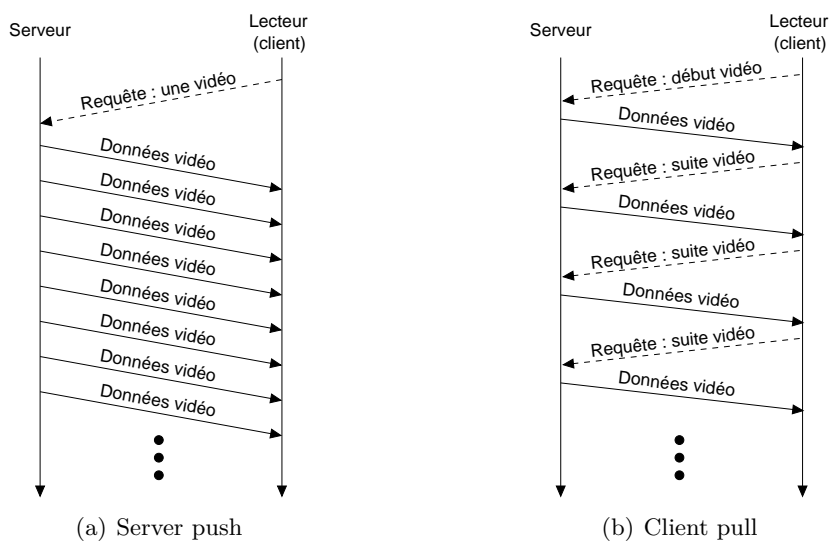 Serveur
Lecteur
(client)
Requête : une vidéo
Données vidéo
Données vidéo
Données vidéo
Données vidéo
Données vidéo
Données vidéo
Données vidéo
Données vidéo
(a) Server push
Serveur
Lecteur
(client)
Requête : début vidéo
Données vidéo
Requête : suite vidéo
Données vidéo
Requête : suite vidéo
Données vidéo
Requête : suite vidéo
Données vidéo
(b) Client pull